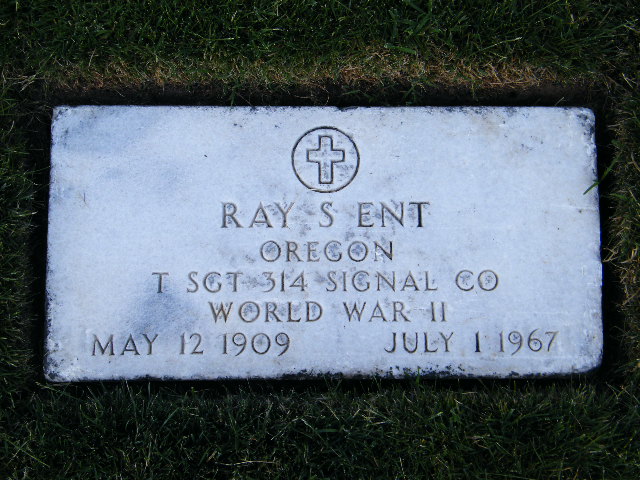 RAY S ENT
OREGON
T SGT 314 SIGNAL CO
WORLD WAR II
MAY 12 1909 JULY 1 1967